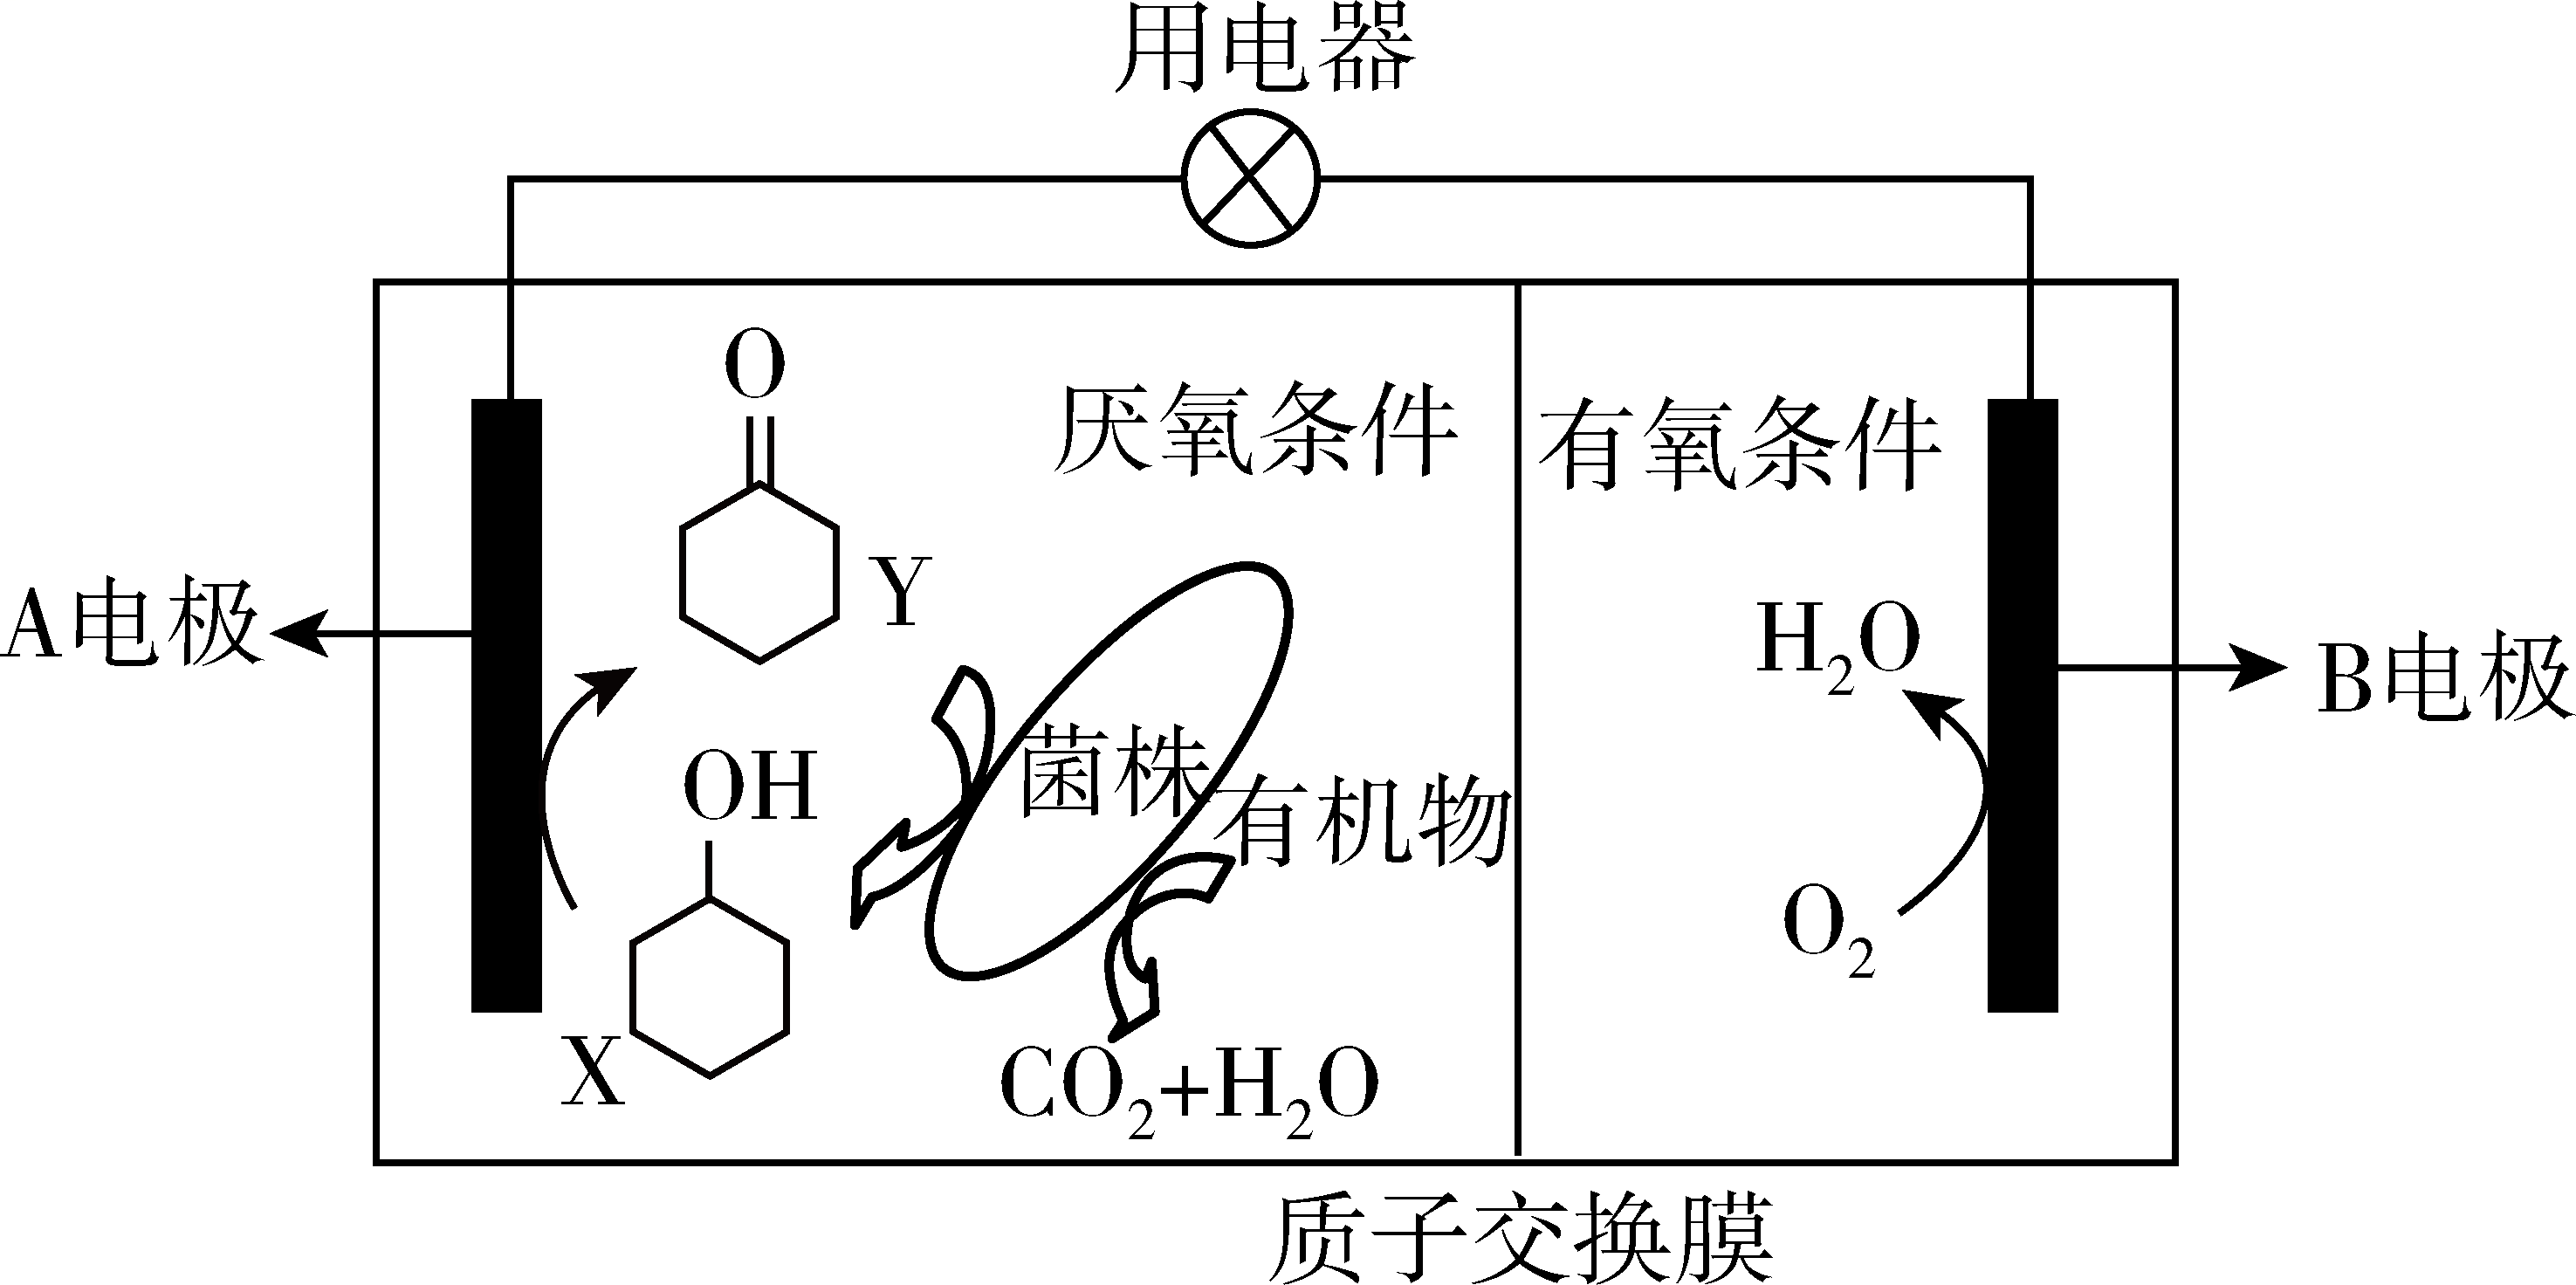 用电器
O
厌氧条件
有氧条件
Y
A电极
H₂O
B电极
OH
菌株
有机物
O₂
X
CO₂+H₂O
质子交换膜